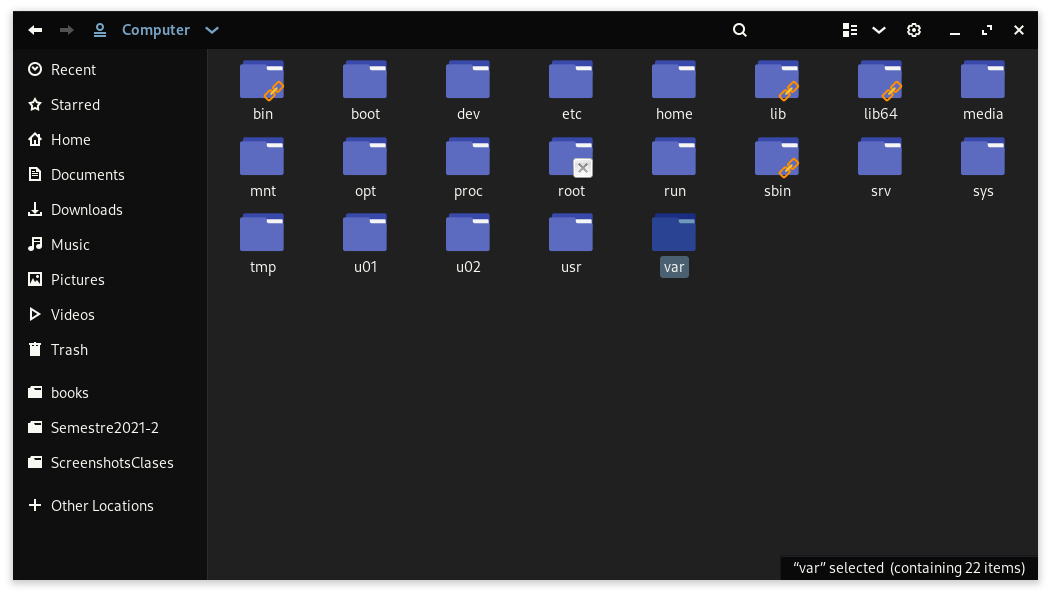 Computer
Recent
Starred
Home
Documents
Downloads
Music
Pictures
Videos
Trash
books
Semestre2021-2
ScreenshotsClases
Other Locations
bin boot dev etc home lib lib64 media
mnt opt proc root run sbin srv sys
tmp u01 u02 usr var
“var” selected (containing 22 items)